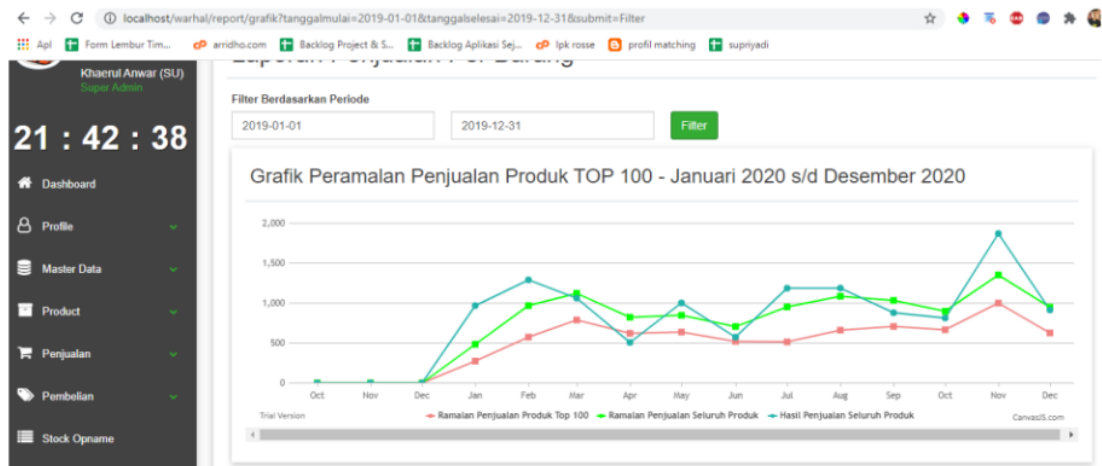 localhost/warhal/report/grafik?tanggalmulai=2019-01-01&tanggalselesai=2019-12-31&submit=Filter
Apl Form Lembur Tim... arridho.com Backlog Project & S... Backlog Aplikasi Sej... lpk rosse profil matching supriyadi
Khaerul Anwar (SU)
Super Admin
21 : 42 : 38
Dashboard
Profile
Master Data
Product
Penjualan
Pembelian
Stock Opname
Laporan Penjualan Per Barang
Filter Berdasarkan Periode
2019-01-01 2019-12-31 Filter
Grafik Peramalan Penjualan Produk TOP 100 - Januari 2020 s/d Desember 2020
2,000
1,500
1,000
500
0
Oct Nov Dec Jan Feb Mar Apr May Jun Jul Aug Sep Oct Nov Dec
Trial Version Ramalan Penjualan Produk Top 100 Ramalan Penjualan Seluruh Produk Hasil Penjualan Seluruh Produk CanvasJS.com